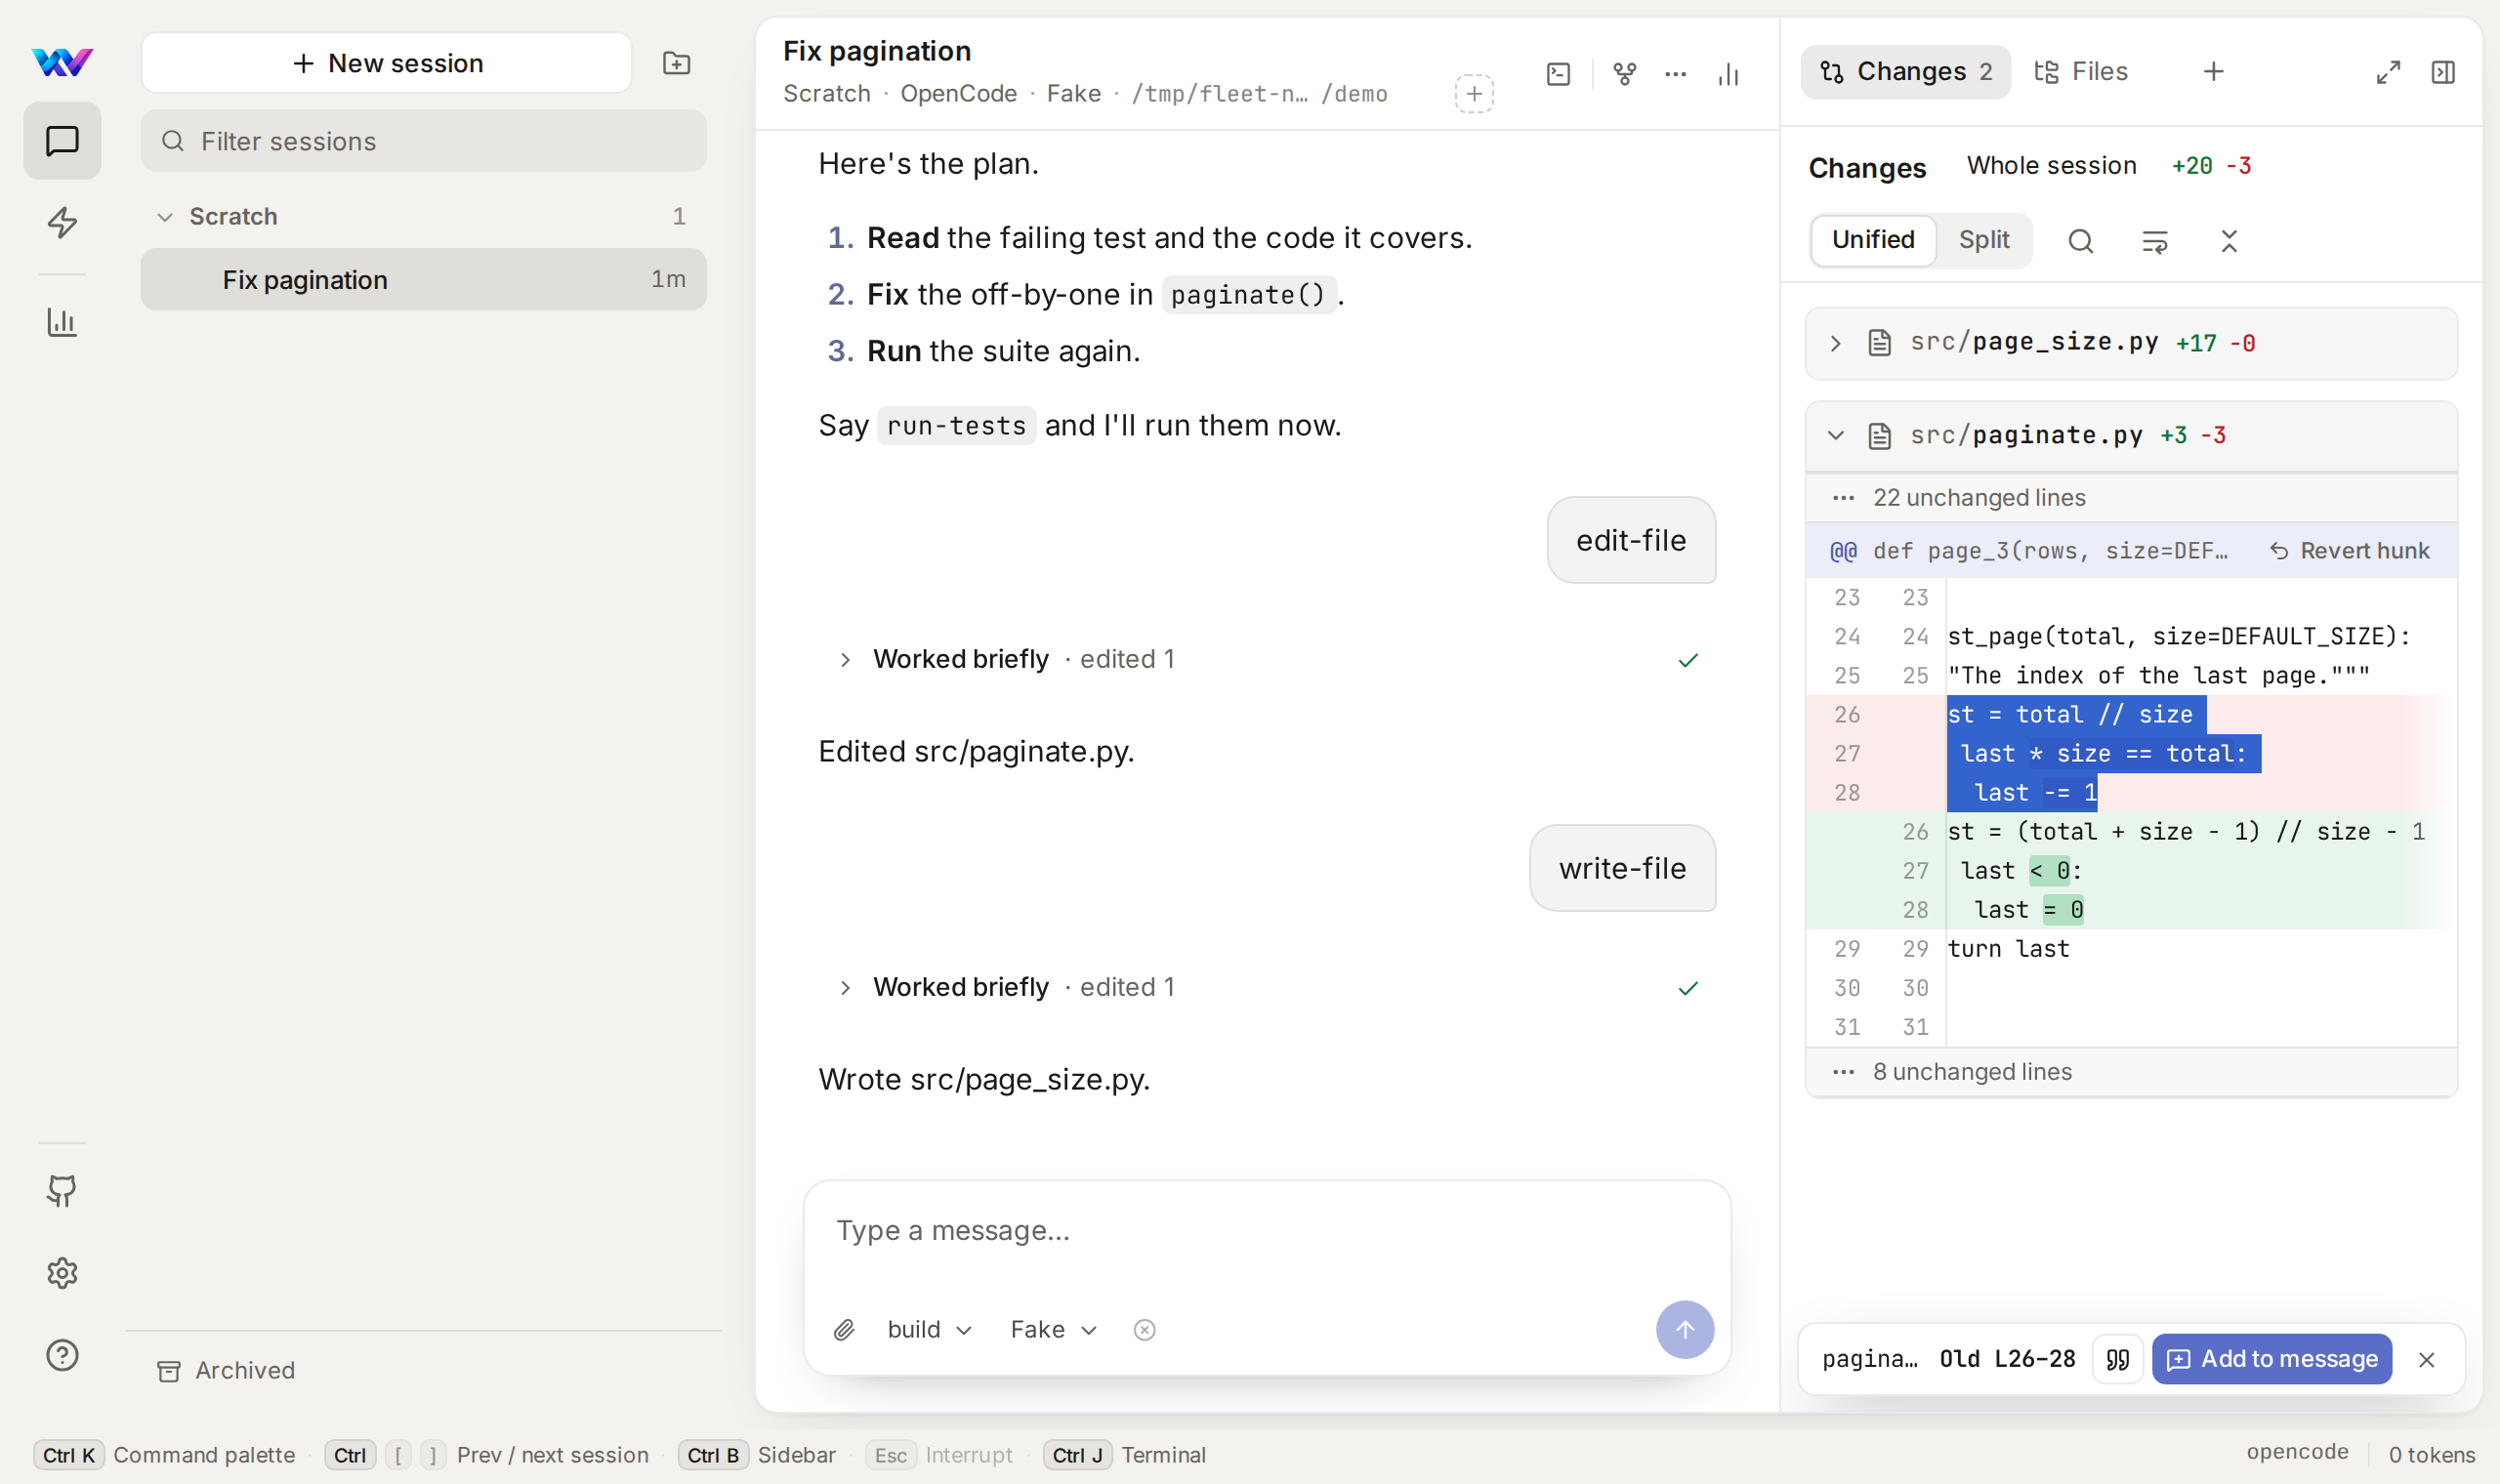 New session
Filter sessions
Scratch 1
Fix pagination 1m
Archived
Fix pagination
Scratch · OpenCode · Fake · /tmp/fleet-n… /demo
Here's the plan.
1. Read the failing test and the code it covers.
2. Fix the off-by-one in paginate().
3. Run the suite again.
Say run-tests and I'll run them now.
edit-file
Worked briefly · edited 1
Edited src/paginate.py.
write-file
Worked briefly · edited 1
Wrote src/page_size.py.
Type a message...
build Fake
Changes 2 Files
Changes Whole session +20 -3
Unified Split
src/page_size.py +17 -0
src/paginate.py +3 -3
22 unchanged lines
@@ def page_3(rows, size=DEF… Revert hunk
23 23
24 24 st_page(total, size=DEFAULT_SIZE):
25 25 "The index of the last page."""
26 st = total // size
27 last * size == total:
28 last -= 1
26 st = (total + size - 1) // size - 1
27 last < 0:
28 last = 0
29 29 turn last
30 30
31 31
8 unchanged lines
pagina… Old L26-28 Add to message
Ctrl K Command palette · Ctrl [ ] Prev / next session · Ctrl B Sidebar · Esc Interrupt · Ctrl J Terminal
opencode 0 tokens